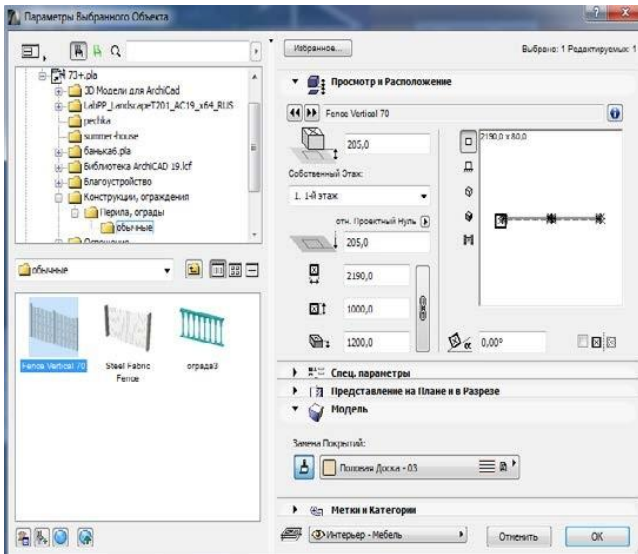 Параметры Выбранного Объекта
73+.pla
3D Модели для ArchiCad
LabPP_LandscapeT201_AC19_x64_RUS
pechka
summer-house
банька6.pla
Библиотека ArchiCAD 19.lcf
Благоустройство
Конструкции, ограждения
Перила, ограды
обычные
обычные
Fence Vertical 70
Steel Fabric
Fence
ограда3
Избранное...
Выбрано: 1 Редактируемых: 1
Просмотр и Расположение
Fence Vertical 70
205,0
Собственный Этаж:
1. 1-й этаж
отн. Проектный Нуль
205,0
2190,0
1000,0
1200,0
2190,0 x 80,0
α
0,00°
Спец. параметры
Представление на Плане и в Разрезе
Модель
Замена Покрытий:
Половая Доска - 03
Метки и Категории
Интерьер - Мебель
Отменить
OK